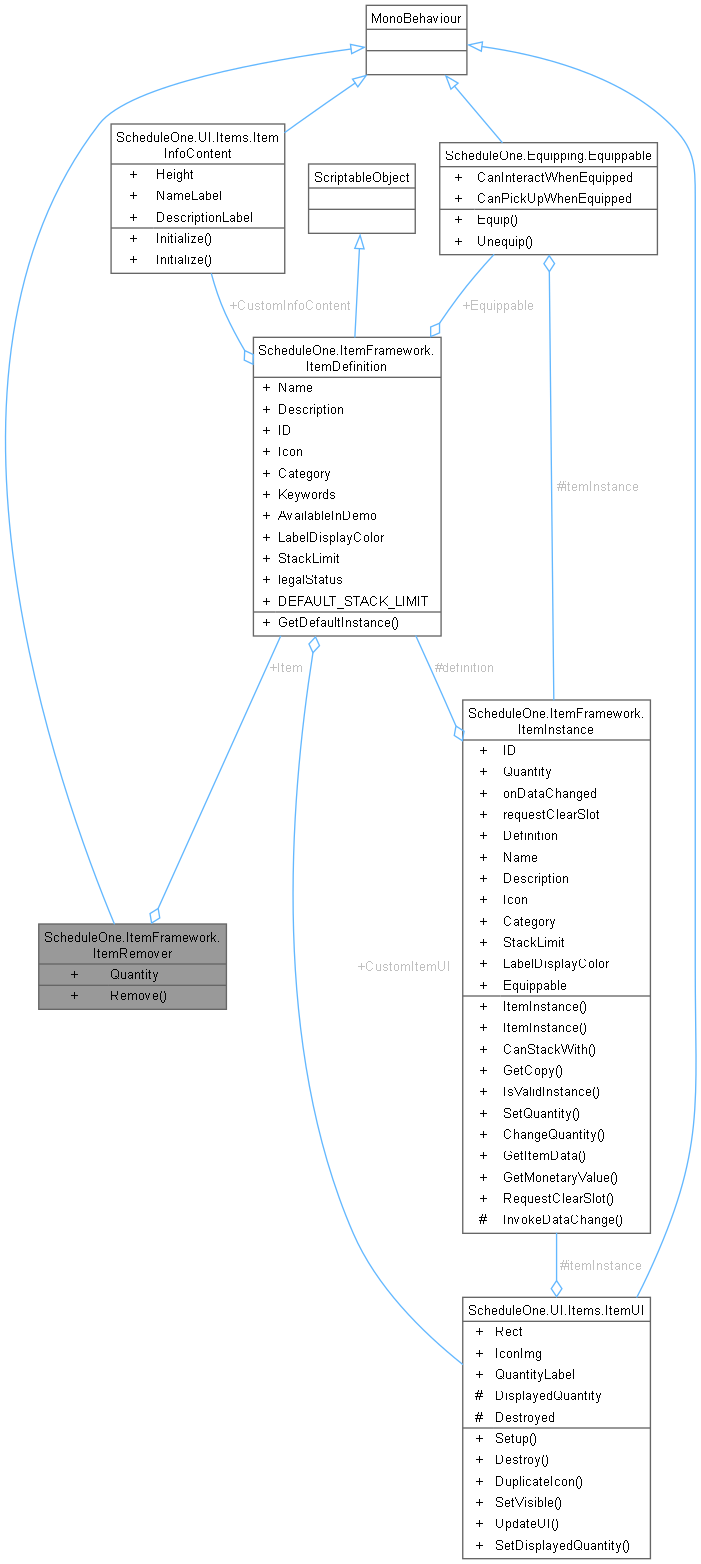 MonoBehaviour
ScheduleOne.UI.Items.Item
InfoContent
+ Height
+ NameLabel
+ DescriptionLabel
+ Initialize()
+ Initialize()
ScriptableObject
ScheduleOne.Equipping.Equippable
+ CanInteractWhenEquipped
+ CanPickUpWhenEquipped
+ Equip()
+ Unequip()
+CustomInfoContent
+Equippable
ScheduleOne.ItemFramework.
ItemDefinition
+ Name
+ Description
+ ID
+ Icon
+ Category
+ Keywords
+ AvailableInDemo
+ LabelDisplayColor
+ StackLimit
+ legalStatus
+ DEFAULT_STACK_LIMIT
+ GetDefaultInstance()
#itemInstance
+Item
#definition
ScheduleOne.ItemFramework.
ItemInstance
+ ID
+ Quantity
+ onDataChanged
+ requestClearSlot
+ Definition
+ Name
+ Description
+ Icon
+ Category
+ StackLimit
+ LabelDisplayColor
+ Equippable
+ ItemInstance()
+ ItemInstance()
+ CanStackWith()
+ GetCopy()
+ IsValidInstance()
+ SetQuantity()
+ ChangeQuantity()
+ GetItemData()
+ GetMonetaryValue()
+ RequestClearSlot()
# InvokeDataChange()
ScheduleOne.ItemFramework.
ItemRemover
+ Quantity
+ Remove()
+CustomItemUI
#itemInstance
ScheduleOne.UI.Items.ItemUI
+ Rect
+ IconImg
+ QuantityLabel
# DisplayedQuantity
# Destroyed
+ Setup()
+ Destroy()
+ DuplicateIcon()
+ SetVisible()
+ UpdateUI()
+ SetDisplayedQuantity()